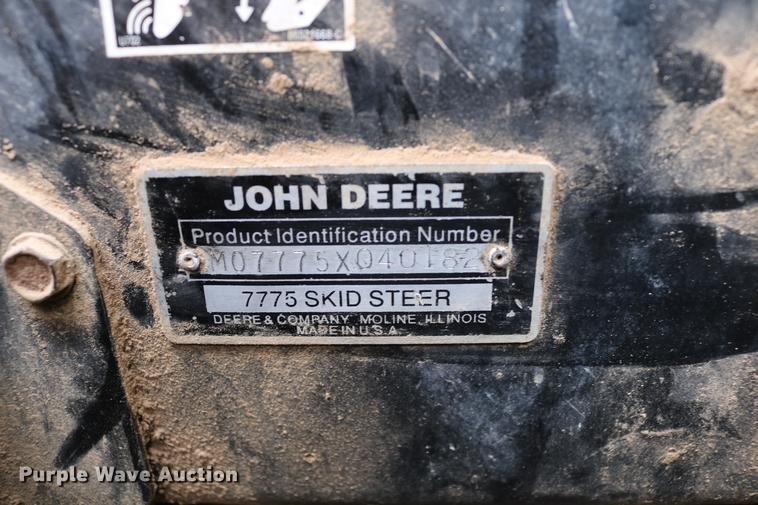 JOHN DEERE
Product Identification Number
M07775X040182
7775 SKID STEER
DEERE & COMPANY MOLINE, ILLINOIS
MADE IN U.S.A.
Purple Wave Auction